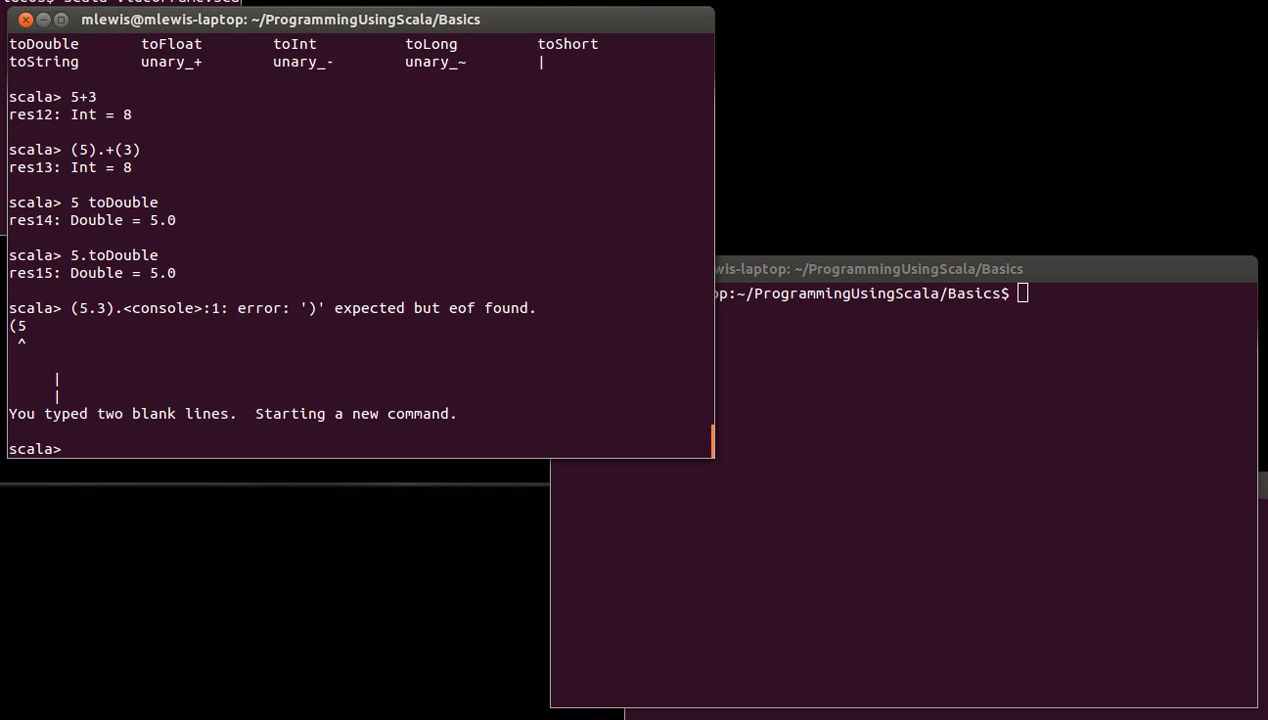 mlewis@mlewis-laptop: ~/ProgrammingUsingScala/Basics
toDouble toFloat toInt toLong toShort
toString unary_+ unary_- unary_~ |
scala> 5+3
res12: Int = 8
scala> (5).+(3)
res13: Int = 8
scala> 5 toDouble
res14: Double = 5.0
scala> 5.toDouble
res15: Double = 5.0
scala> (5.3).<console>:1: error: ')' expected but eof found.
(5
^
|
|
You typed two blank lines.  Starting a new command.
scala>
wis-laptop: ~/ProgrammingUsingScala/Basics
op:~/ProgrammingUsingScala/Basics$